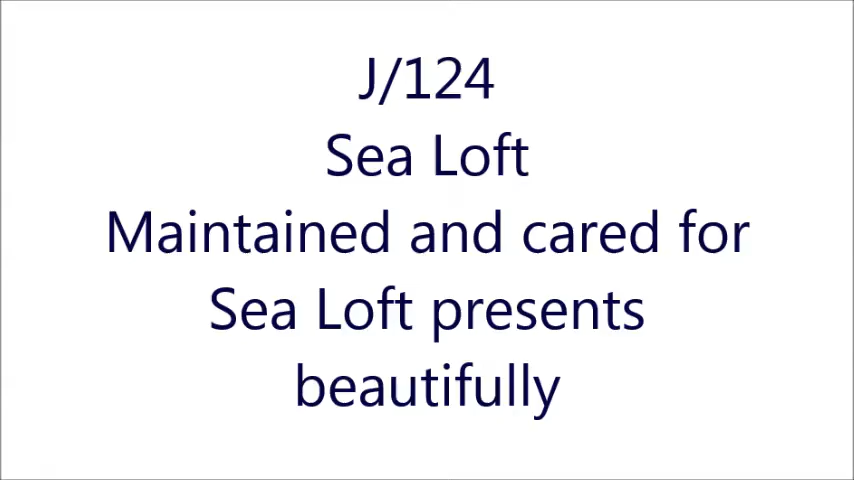 J/124
Sea Loft
Maintained and cared for
Sea Loft presents
beautifully